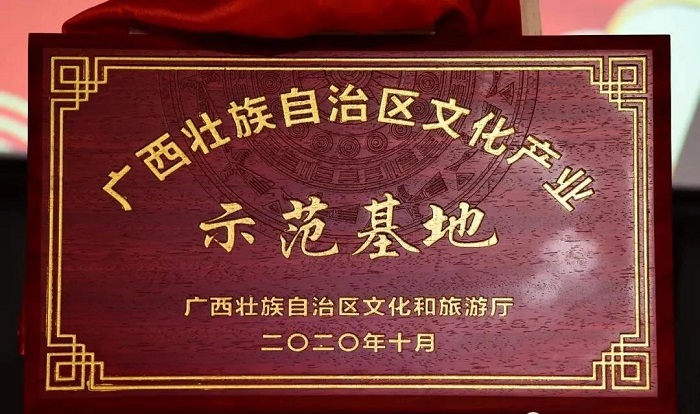 广西壮族自治区文化产业
示范基地
广西壮族自治区文化和旅游厅
二〇二〇年十月